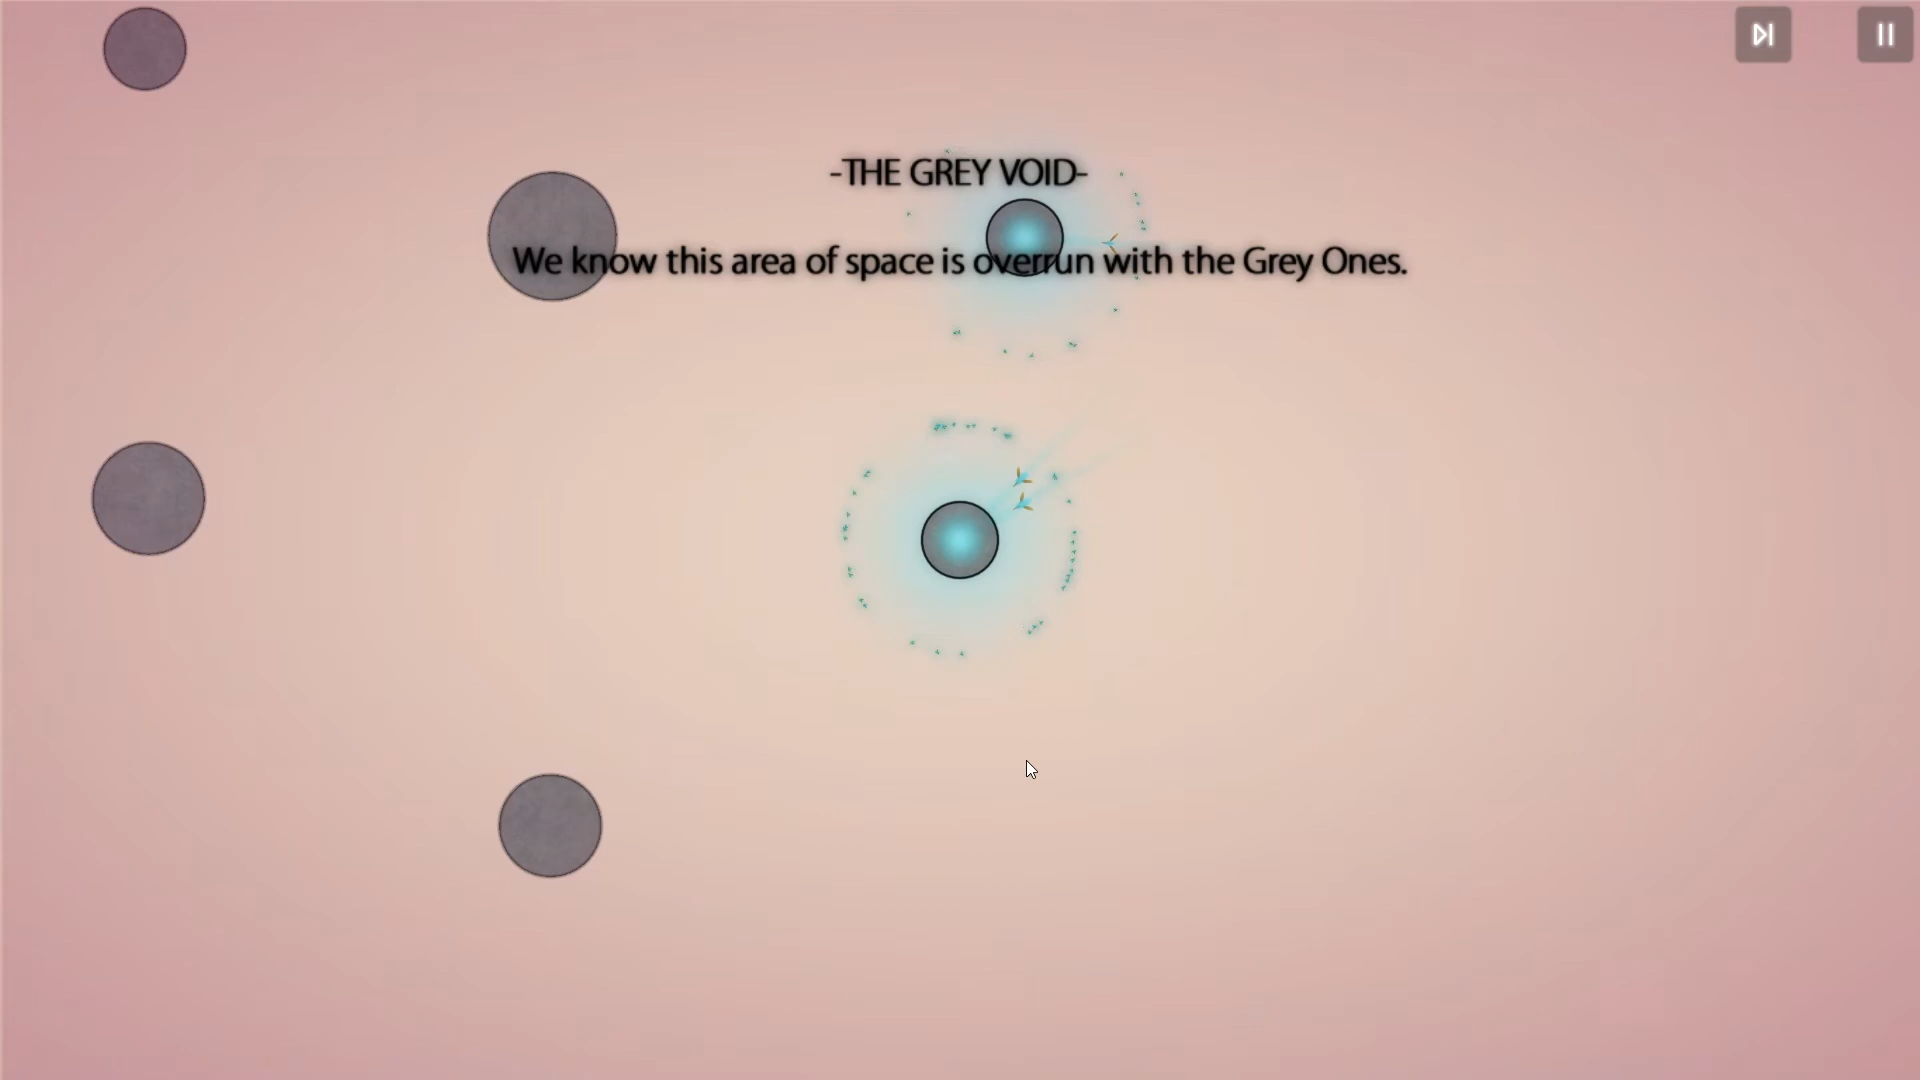 -THE GREY VOID-
We know this area of space is overrun with the Grey Ones.